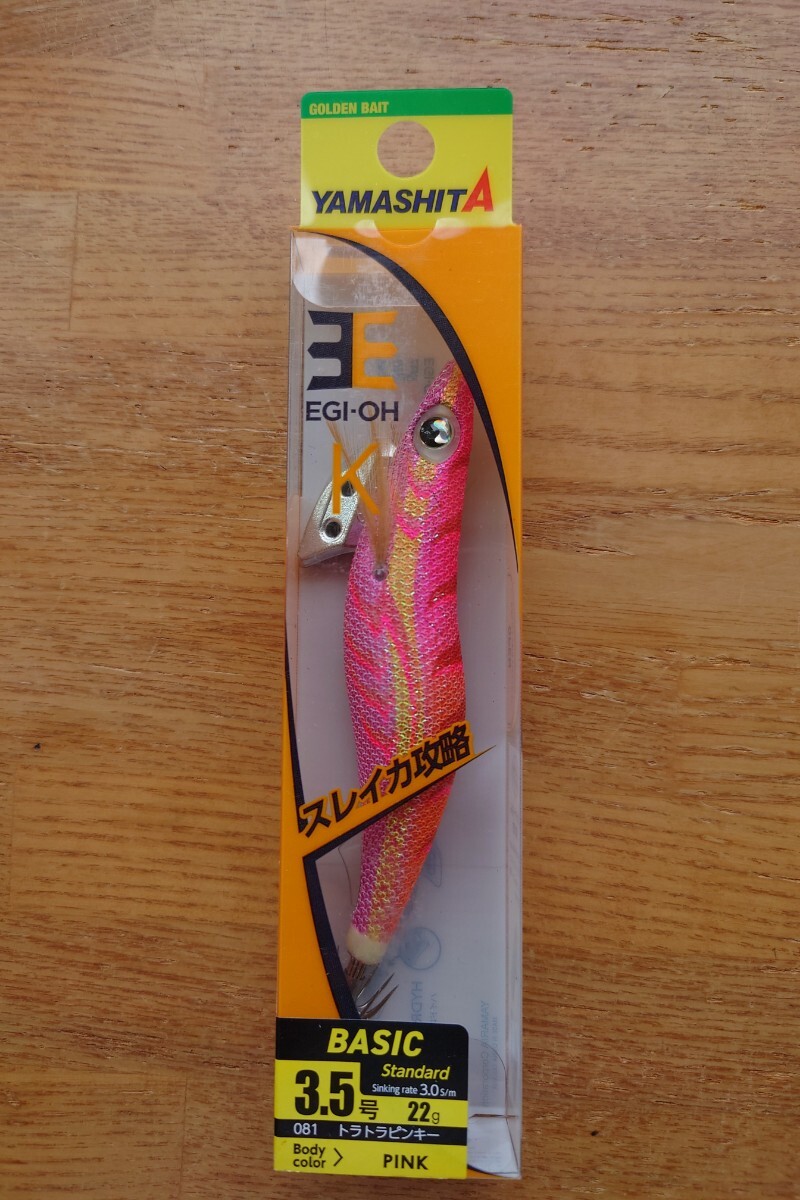 GOLDEN BAIT
YAMASHITA
EGI-OH
K
スレイカ攻略
BASIC
Standard
Sinking rate 3.0 s/m
3.5号 22g
081 トラトラピンキー
Body color > PINK